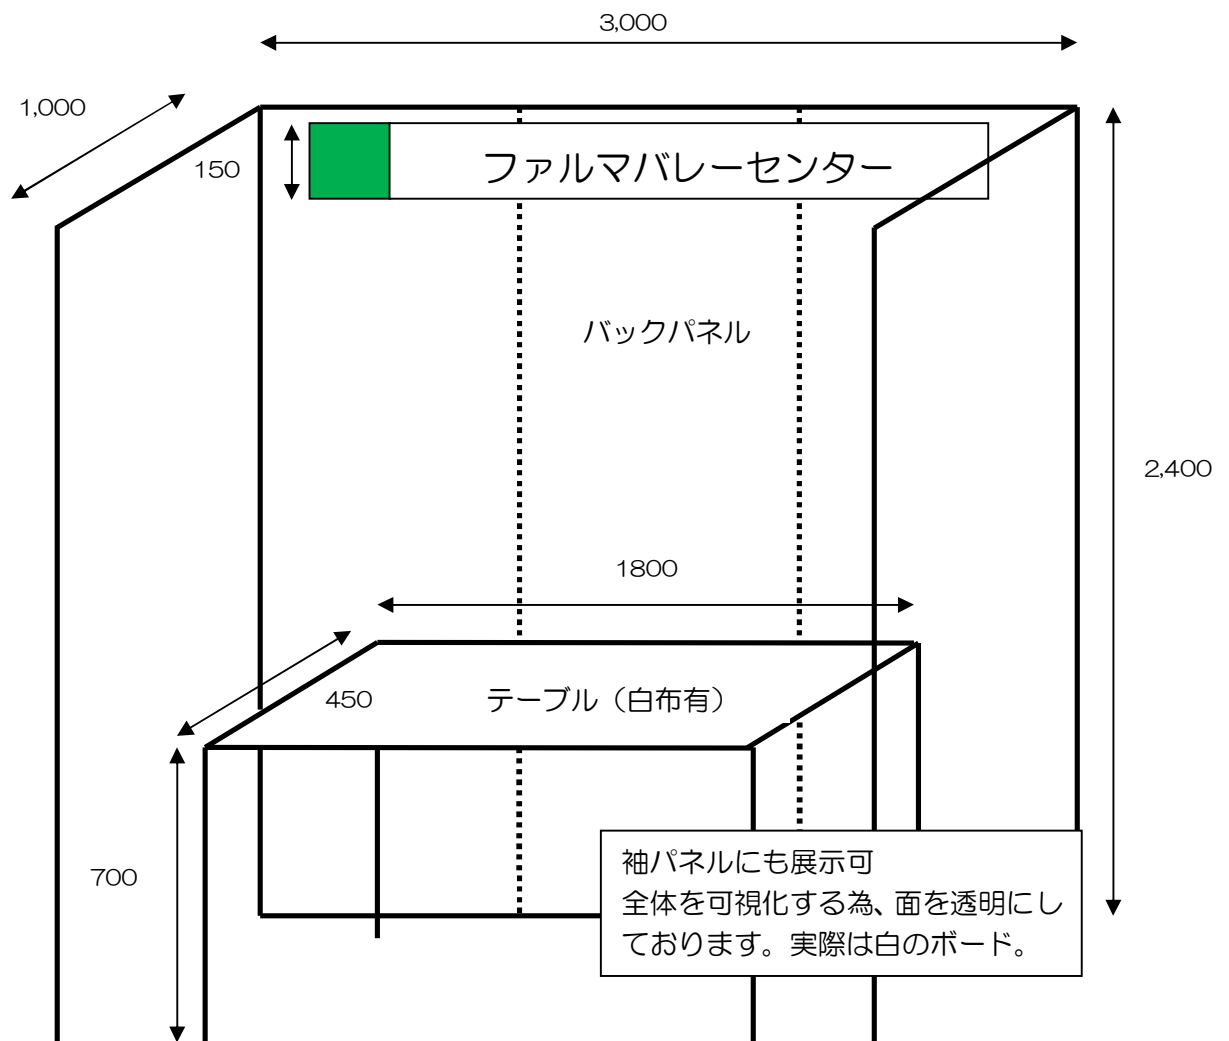 3,000
1,000
150
ファルマバレーセンター
バックパネル
2,400
1800
450
テーブル（白布有）
700
袖パネルにも展示可
全体を可視化する為、面を透明にし
ております。実際は白のボード。